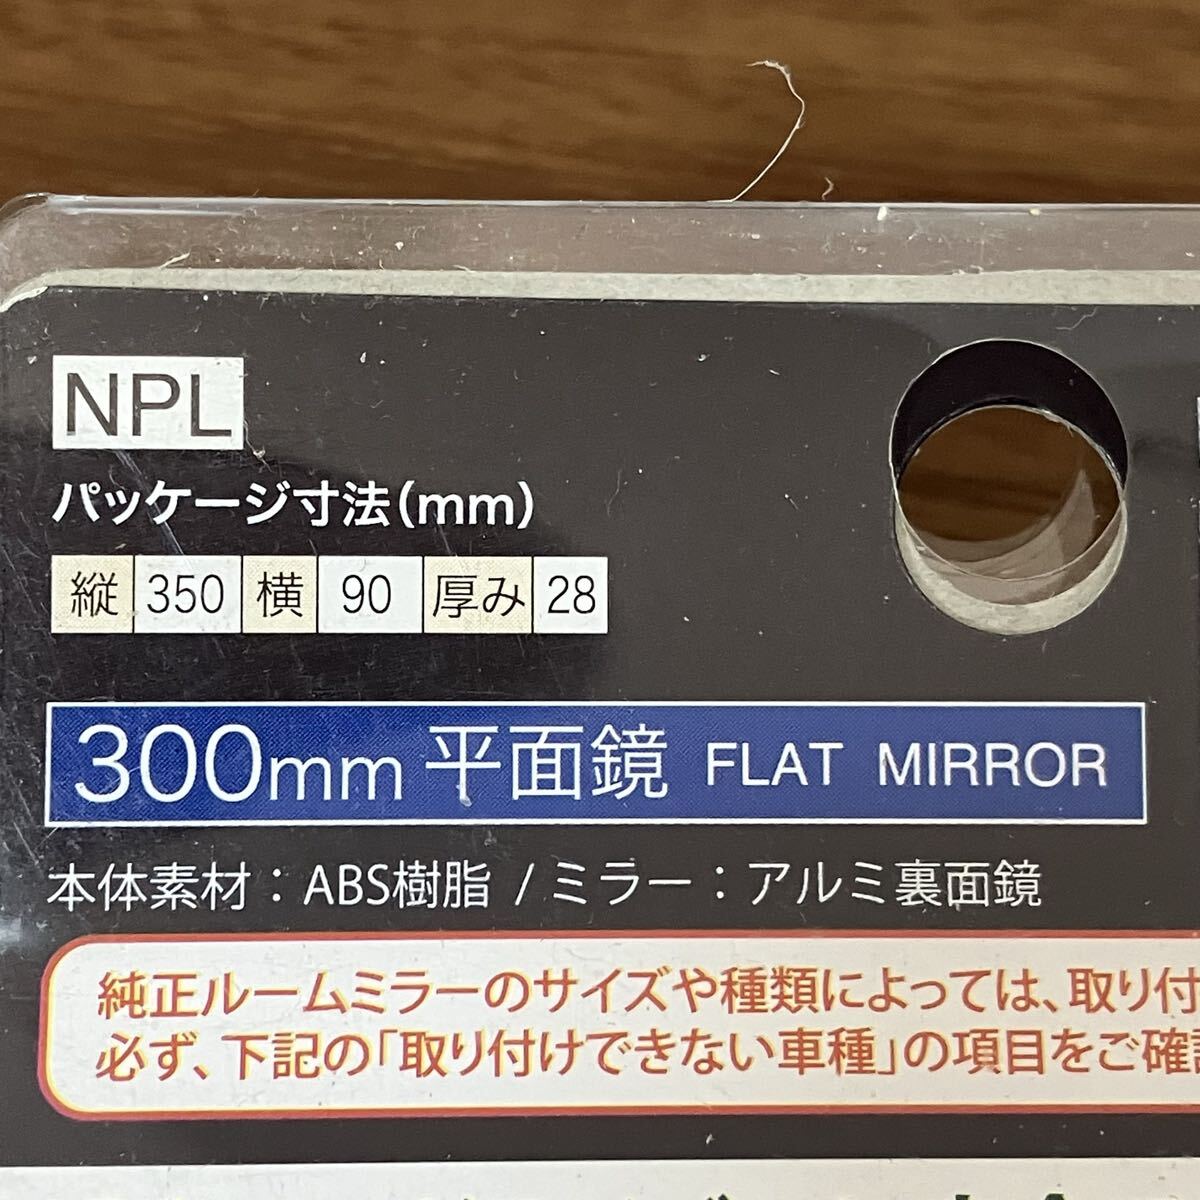 NPL
パッケージ寸法(mm)
縦 350 横 90 厚み 28
300mm 平面鏡 FLAT MIRROR
本体素材：ABS樹脂 / ミラー：アルミ裏面鏡
純正ルームミラーのサイズや種類によっては、取り付
必ず、下記の「取り付けできない車種」の項目をご確